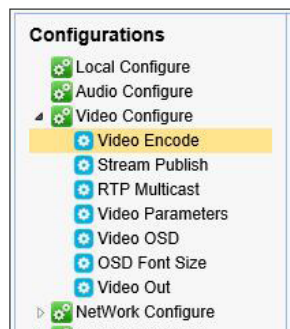 Configurations
Local Configure
Audio Configure
Video Configure
Video Encode
Stream Publish
RTP Multicast
Video Parameters
Video OSD
OSD Font Size
Video Out
NetWork Configure